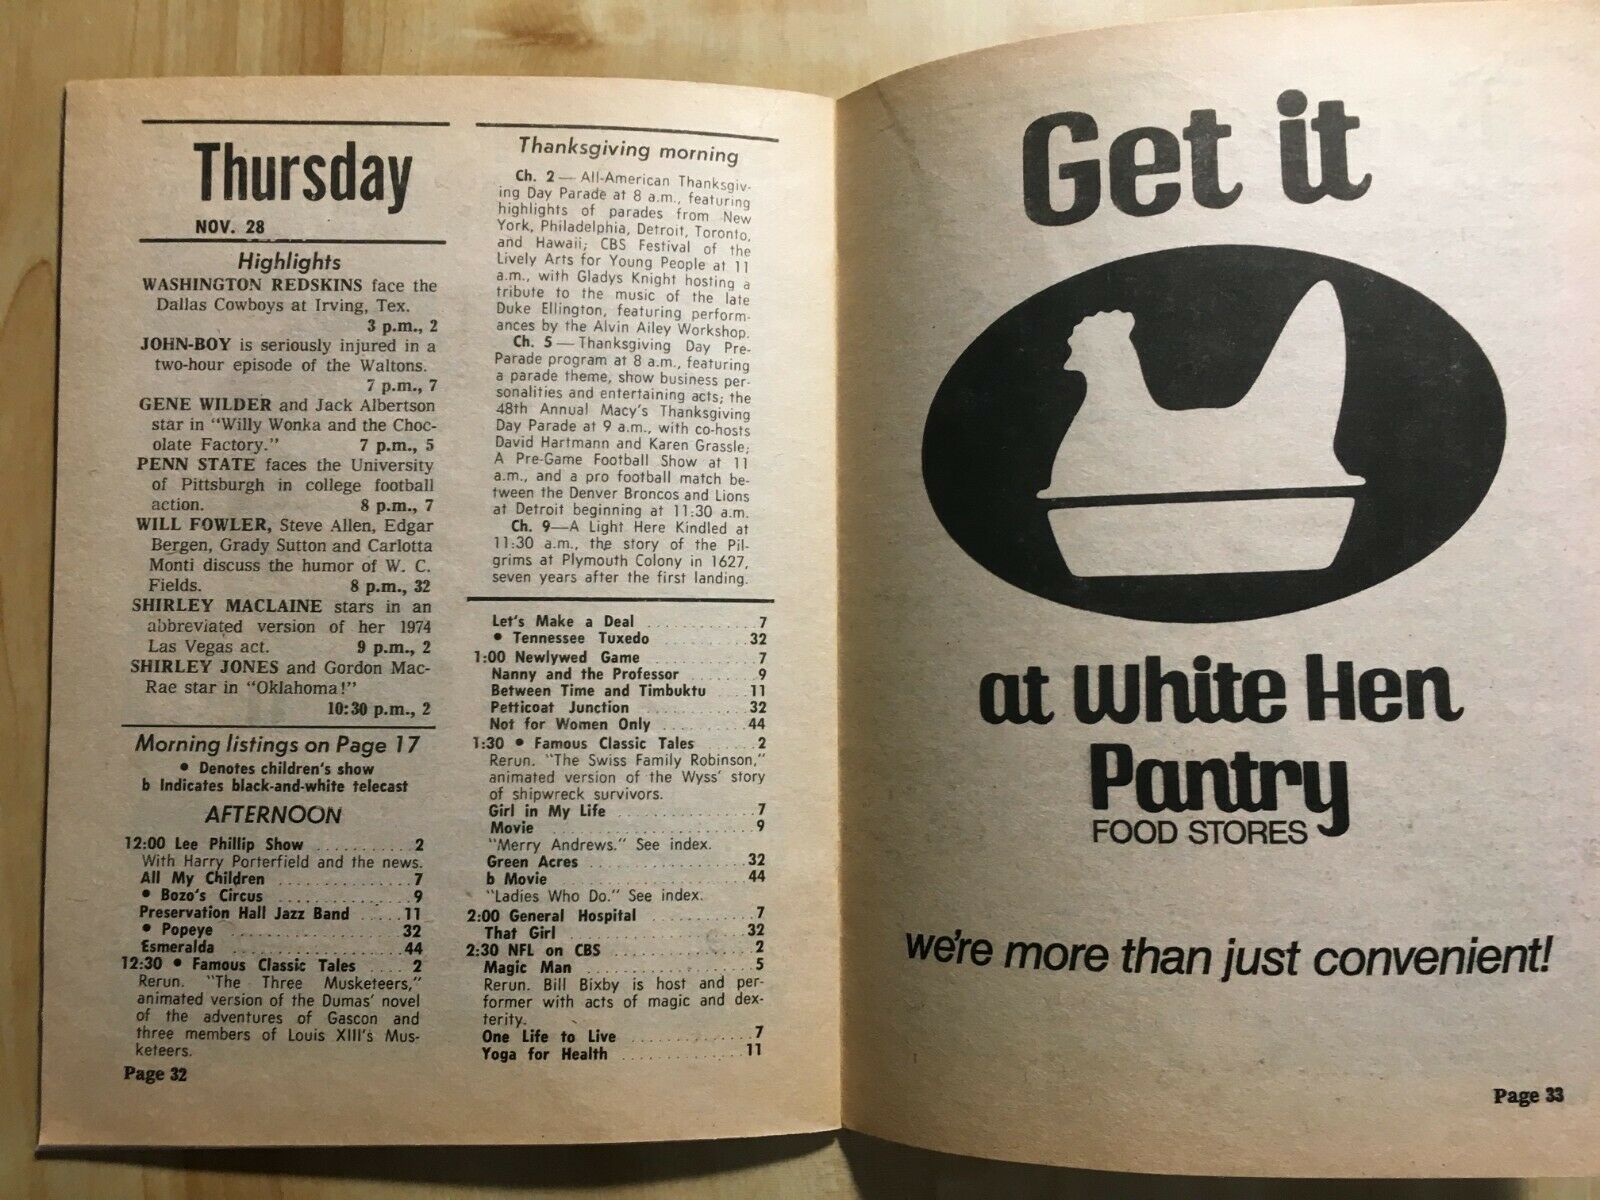 Thursday
NOV. 28
Highlights
WASHINGTON REDSKINS face the
Dallas Cowboys at Irving, Tex.
3 p.m., 2
JOHN-BOY is seriously injured in a
two-hour episode of the Waltons.
7 p.m., 7
GENE WILDER and Jack Albertson
star in "Willy Wonka and the Choc-
olate Factory." 7 p.m., 5
PENN STATE faces the University
of Pittsburgh in college football
action. 8 p.m., 7
WILL FOWLER, Steve Allen, Edgar
Bergen, Grady Sutton and Carlotta
Monti discuss the humor of W. C.
Fields. 8 p.m., 32
SHIRLEY MACLAINE stars in an
abbreviated version of her 1974
Las Vegas act. 9 p.m., 2
SHIRLEY JONES and Gordon Mac-
Rae star in "Oklahoma!"
10:30 p.m., 2
Morning listings on Page 17
• Denotes children's show
b Indicates black-and-white telecast
AFTERNOON
12:00 Lee Phillip Show .......... 2
With Harry Porterfield and the news.
All My Children .............. 7
• Bozo's Circus ............... 9
Preservation Hall Jazz Band ..... 11
• Popeye .................... 32
Esmeralda .................... 44
12:30 • Famous Classic Tales .... 2
Rerun. "The Three Musketeers,"
animated version of the Dumas' novel
of the adventures of Gascon and
three members of Louis XIII's Mus-
keteers.
Page 32
Thanksgiving morning
Ch. 2 — All-American Thanksgiv-
ing Day Parade at 8 a.m., featuring
highlights of parades from New
York, Philadelphia, Detroit, Toronto,
and Hawaii; CBS Festival of the
Lively Arts for Young People at 11
a.m., with Gladys Knight hosting a
tribute to the music of the late
Duke Ellington, featuring perform-
ances by the Alvin Ailey Workshop.
Ch. 5 — Thanksgiving Day Pre-
Parade program at 8 a.m., featuring
a parade theme, show business per-
sonalities and entertaining acts; the
48th Annual Macy's Thanksgiving
Day Parade at 9 a.m., with co-hosts
David Hartmann and Karen Grassle;
A Pre-Game Football Show at 11
a.m., and a pro football match be-
tween the Denver Broncos and Lions
at Detroit beginning at 11:30 a.m.
Ch. 9—A Light Here Kindled at
11:30 a.m., the story of the Pil-
grims at Plymouth Colony in 1627,
seven years after the first landing.
Let's Make a Deal ............ 7
• Tennessee Tuxedo .......... 32
1:00 Newlywed Game ............ 7
Nanny and the Professor ........ 9
Between Time and Timbuktu .... 11
Petticoat Junction ............ 32
Not for Women Only .......... 44
1:30 • Famous Classic Tales ...... 2
Rerun. "The Swiss Family Robinson,"
animated version of the Wyss' story
of shipwreck survivors.
Girl in My Life ............... 7
Movie ....................... 9
"Merry Andrews." See index.
Green Acres .................. 32
b Movie ..................... 44
"Ladies Who Do." See index.
2:00 General Hospital ............ 7
That Girl .................... 32
2:30 NFL on CBS ............... 2
Magic Man ................... 5
Rerun. Bill Bixby is host and per-
former with acts of magic and dex-
terity.
One Life to Live .............. 7
Yoga for Health .............. 11
Get it
at White Hen
Pantry
FOOD STORES
we're more than just convenient!
Page 33